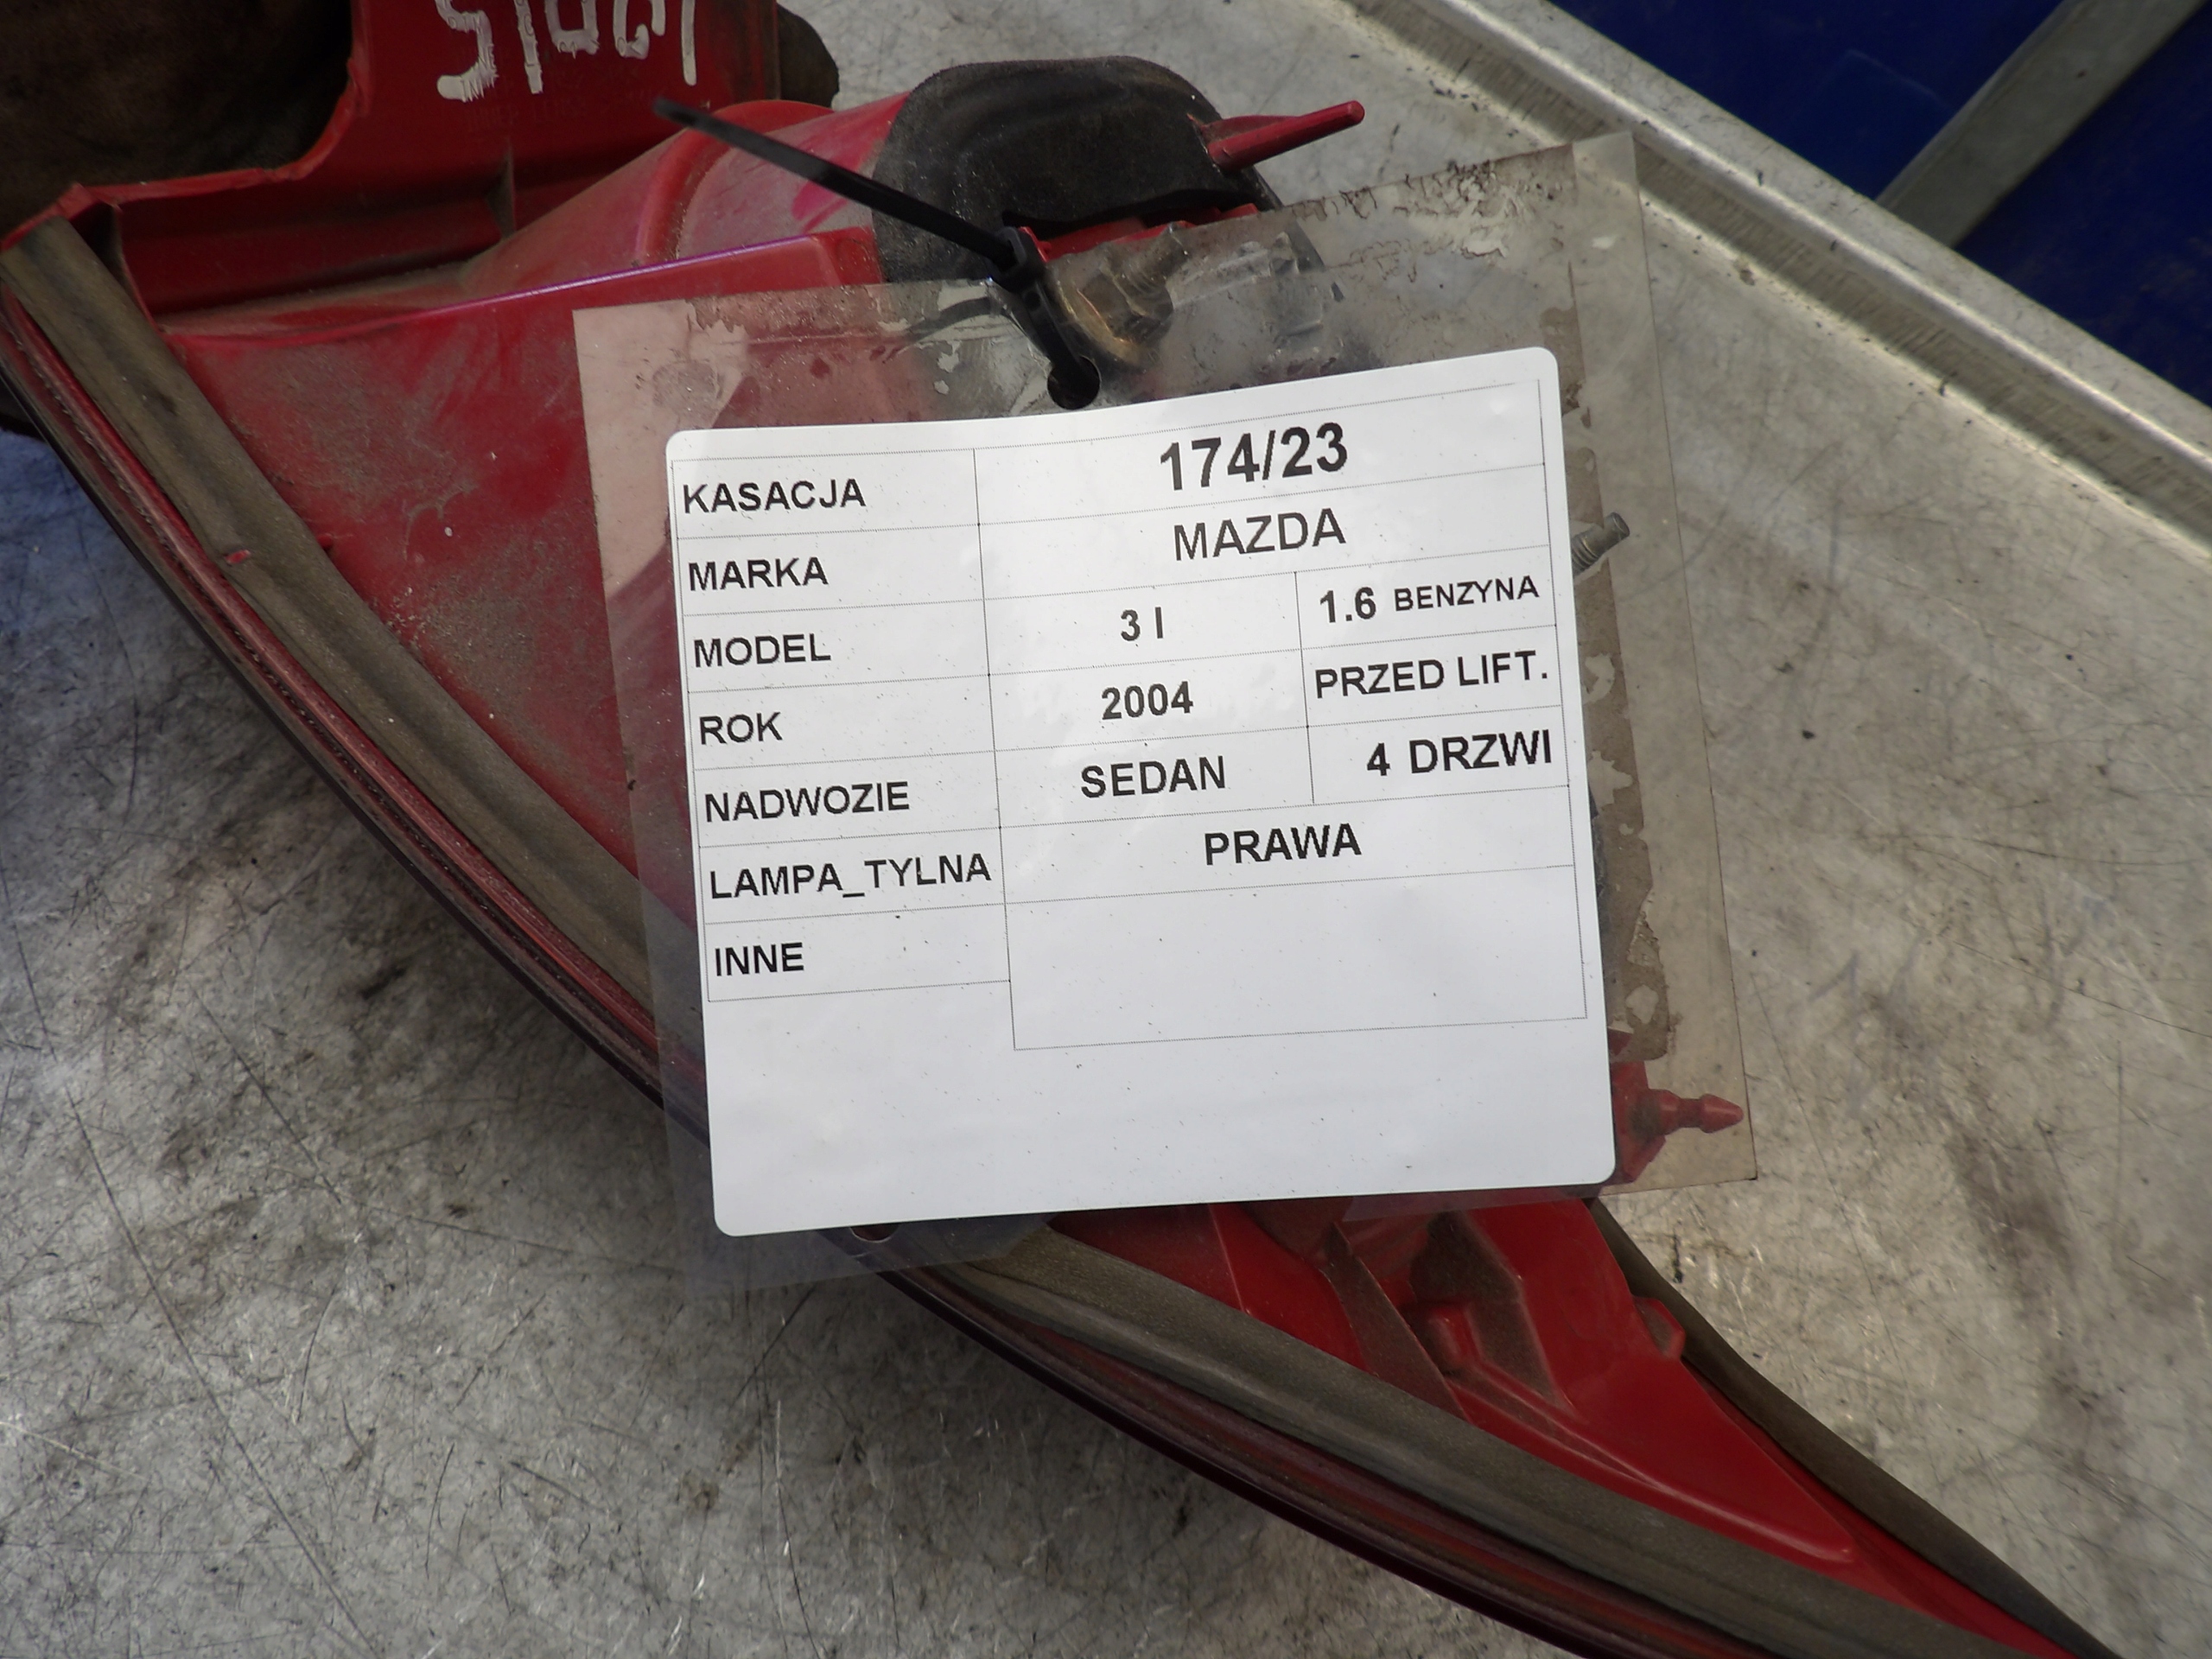 KASACJA 174/23
MARKA MAZDA
MODEL 3 I 1.6 BENZYNA
ROK 2004 PRZED LIFT.
NADWOZIE SEDAN 4 DRZWI
LAMPA_TYLNA PRAWA
INNE